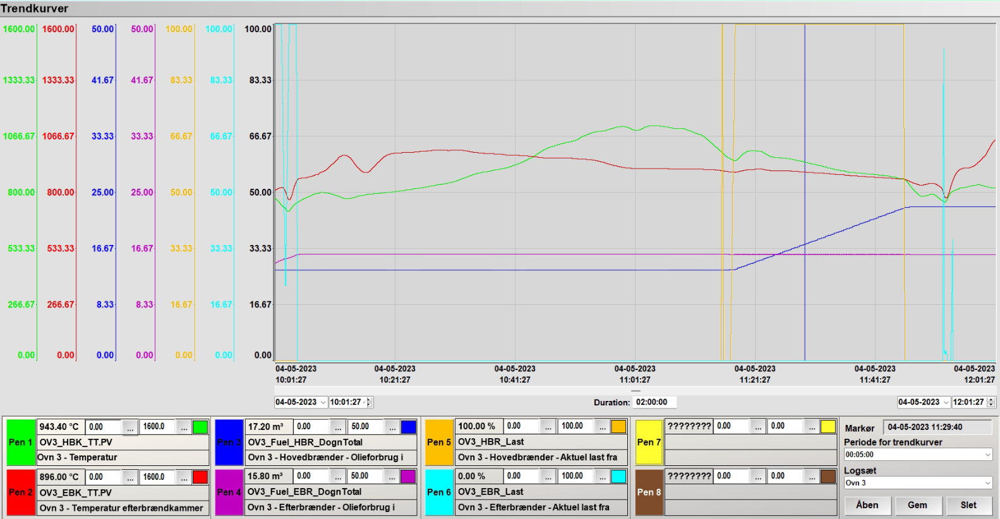 Trendkurver
1600.00 1600.00 50.00 50.00 100.00 100.00 100.00
1333.33 1333.33 41.67 41.67 83.33 83.33 83.33
1066.67 1066.67 33.33 33.33 66.67 66.67 66.67
800.00 800.00 25.00 25.00 50.00 50.00 50.00
533.33 533.33 16.67 16.67 33.33 33.33 33.33
266.67 266.67 8.33 8.33 16.67 16.67 16.67
0.00 0.00 0.00 0.00 0.00 0.00 0.00
04-05-2023 04-05-2023 04-05-2023 04-05-2023 04-05-2023 04-05-2023 04-05-2023
10:01:27 10:21:27 10:41:27 11:01:27 11:21:27 11:41:27 12:01:27
04-05-2023 10:01:27 Duration: 02:00:00 04-05-2023 12:01:27
Pen 1
943.40 °C 0.00 ... 1600.0 ...
OV3_HBK_TT.PV
Ovn 3 - Temperatur
Pen 2
896.00 °C 0.00 ... 1600.0 ...
OV3_EBK_TT.PV
Ovn 3 - Temperatur efterbrændkammer
Pen 3
17.20 m³ 0.00 ... 50.00 ...
OV3_Fuel_HBR_DognTotal
Ovn 3 - Hovedbrænder - Olieforbrug i
Pen 4
15.80 m³ 0.00 ... 50.00 ...
OV3_Fuel_EBR_DognTotal
Ovn 3 - Efterbrænder - Olieforbrug i
Pen 5
100.00 % 0.00 ... 100.00 ...
OV3_HBR_Last
Ovn 3 - Hovedbrænder - Aktuel last fra
Pen 6
0.00 % 0.00 ... 100.00 ...
OV3_EBR_Last
Ovn 3 - Efterbrænder - Aktuel last fra
Pen 7
???????? 0.00 ... 0.00 ...
Pen 8
???????? 0.00 ... 0.00 ...
Markør 04-05-2023 11:29:40
Periode for trendkurver
00:05:00
Logsæt
Ovn 3
Åben Gem Slet